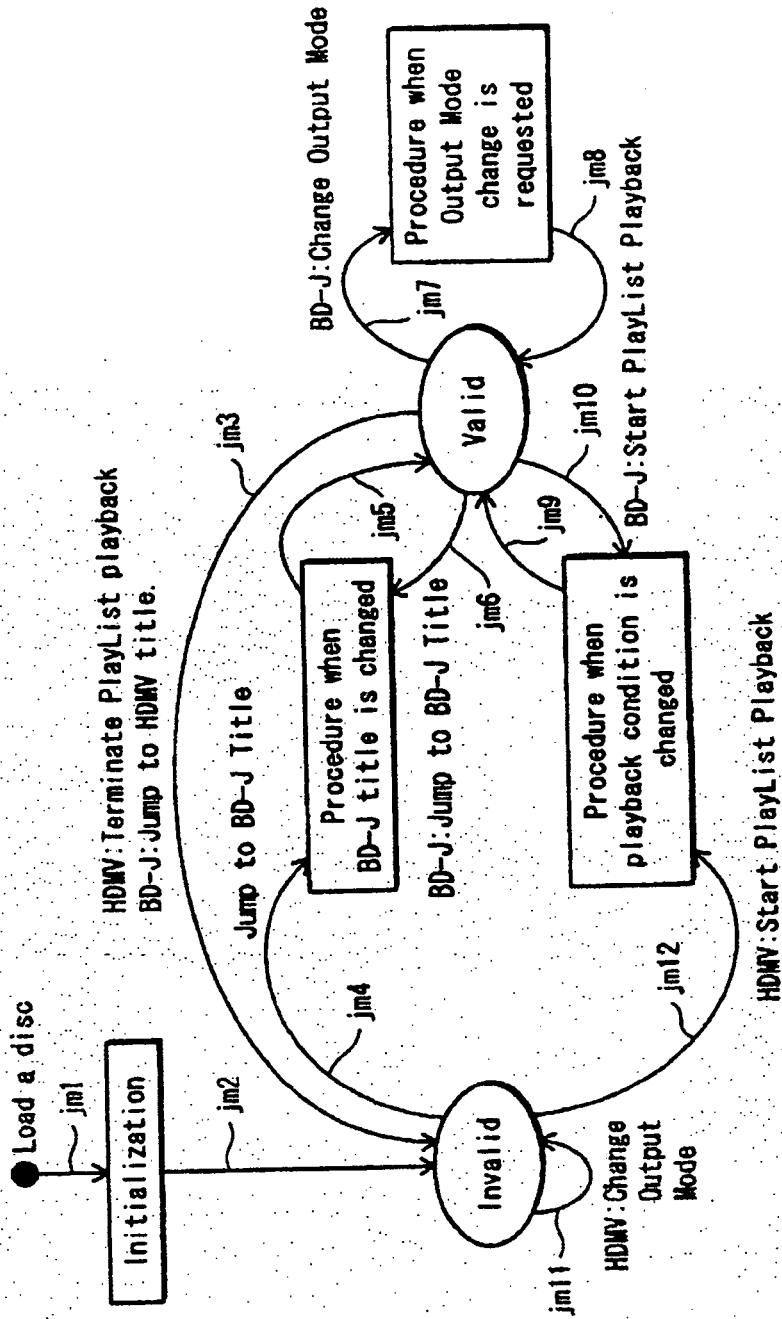 Load a disc
jm1
Initialization
jm2
HDMV:Terminate PlayList playback
BD-J:Jump to HDMV title.
jm3
Jump to BD-J Title
jm4
Procedure when
BD-J title is changed
jm5
BD-J:Jump to BD-J Title
jm6
BD-J:Change Output Mode
jm7
Procedure when
Output Mode
change is
requested
jm8
Valid
Invalid
jm9
jm10
BD-J:Start PlayList Playback
Procedure when
playback condition is
changed
jm11
HDMV:Change
Output
Mode
jm12
HDMV:Start PlayList Playback